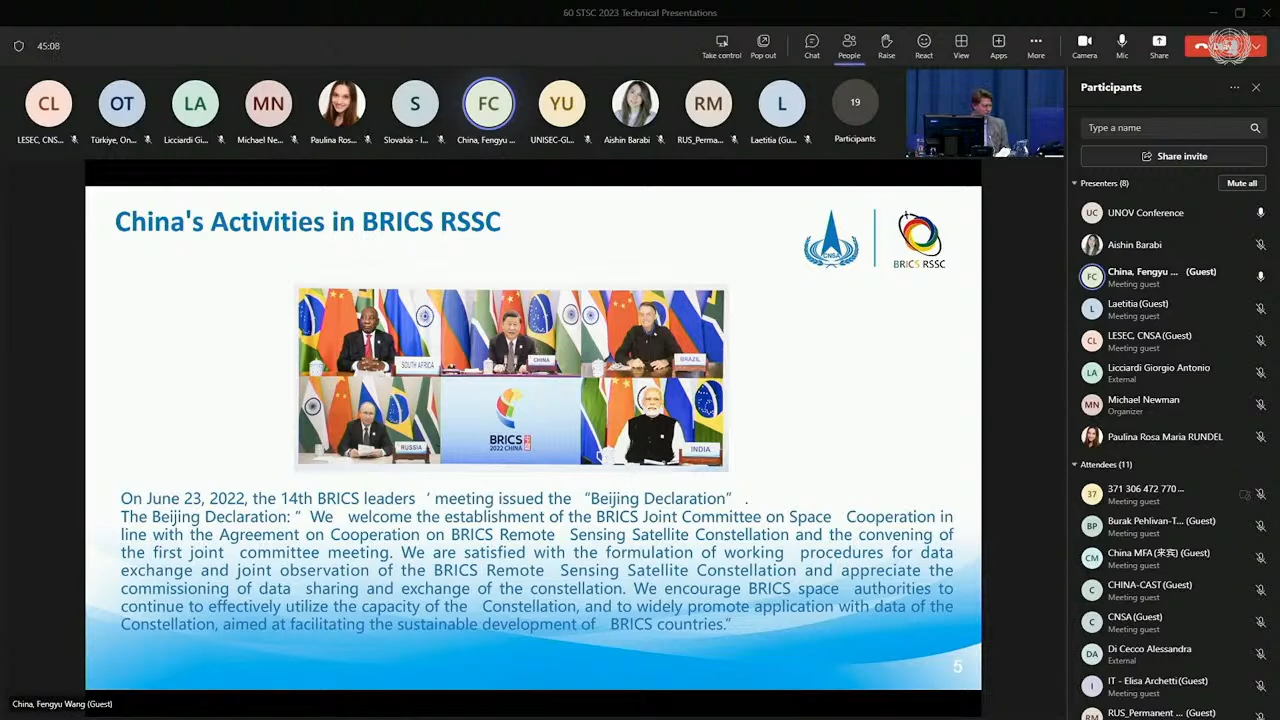 60 STSC 2023 Technical Presentations
45:08
Take control
Pop out
Chat
People
Raise
React
View
Apps
More
Camera
Mic
Share
CL
OT
LA
MN
S
FC
YU
RM
L
19
LESEC, CNS...
Türkiye, On...
Licciardi Gi...
Michael Ne...
Paulina Ros...
Slovakia - I...
China, Fengyu ...
UNISEC-Gl...
Aishin Barabi
RUS_Perma...
Laetitia (Gu...
Participants
China's Activities in BRICS RSSC
CNSA
BRICS RSSC
SOUTH AFRICA
CHINA
BRAZIL
RUSSIA
BRICS
2022 CHINA
INDIA
On June 23, 2022, the 14th BRICS leaders ‘ meeting issued the “Beijing Declaration” .
The Beijing Declaration: “ We welcome the establishment of the BRICS Joint Committee on Space Cooperation in
line with the Agreement on Cooperation on BRICS Remote Sensing Satellite Constellation and the convening of
the first joint committee meeting. We are satisfied with the formulation of working procedures for data
exchange and joint observation of the BRICS Remote Sensing Satellite Constellation and appreciate the
commissioning of data sharing and exchange of the constellation. We encourage BRICS space authorities to
continue to effectively utilize the capacity of the Constellation, and to widely promote application with data of the
Constellation, aimed at facilitating the sustainable development of BRICS countries.”
5
China, Fengyu Wang (Guest)
Participants
Type a name
Share invite
Presenters (8)
Mute all
UC
UNOV Conference
Aishin Barabi
FC
China, Fengyu ... (Guest)
Meeting guest
L
Laetitia(Guest)
Meeting guest
CL
LESEC, CNSA(Guest)
Meeting guest
LA
Licciardi Giorgio Antonio
External
MN
Michael Newman
Organizer
Paulina Rosa Maria RUNDEL
Attendees (11)
37
371 306 472 770...
Meeting guest
BP
Burak Pehlivan-T... (Guest)
Meeting guest
CM
China MFA(來宾) (Guest)
Meeting guest
C
CHINA-CAST(Guest)
Meeting guest
C
CNSA(Guest)
Meeting guest
DA
Di Cecco Alessandra
External
I
IT - Elisa Archetti(Guest)
Meeting guest
RM
RUS_Permanent ... (Guest)
Meeting guest